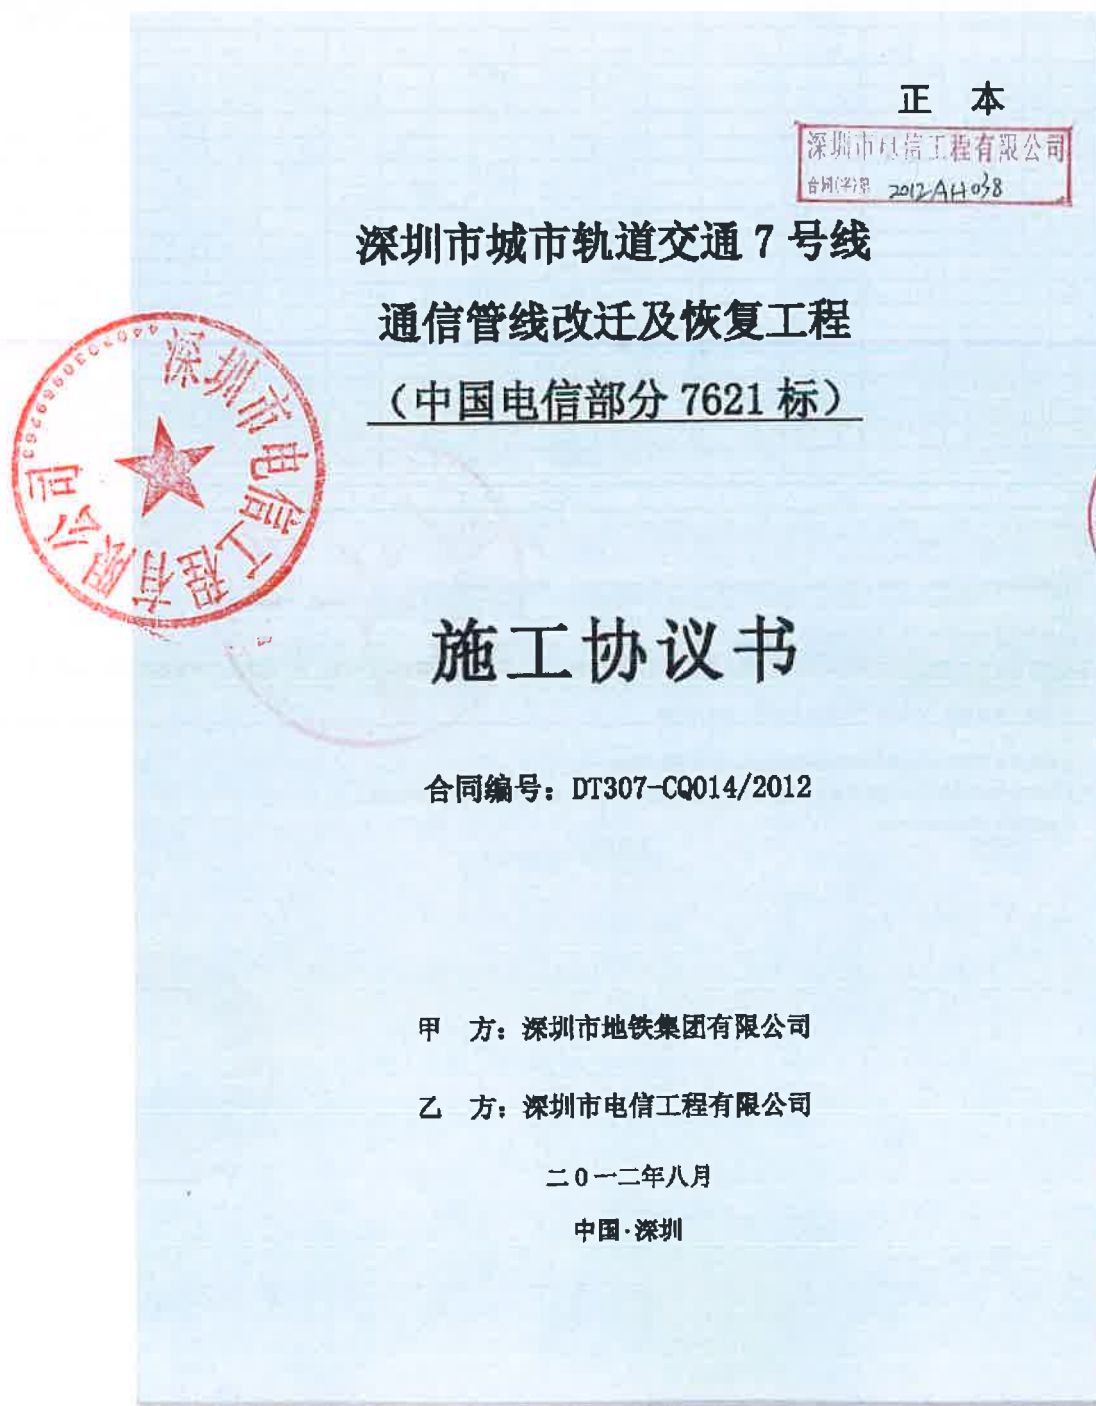 正 本
深圳市电信工程有限公司
合同(字)第 2012AH038
深圳市城市轨道交通7号线
通信管线改迁及恢复工程
（中国电信部分 7621 标）
深圳市电信工程有限公司
施工协议书
合同编号：DT307-CQ014/2012
甲 方：深圳市地铁集团有限公司
乙 方：深圳市电信工程有限公司
二0一二年八月
中国·深圳